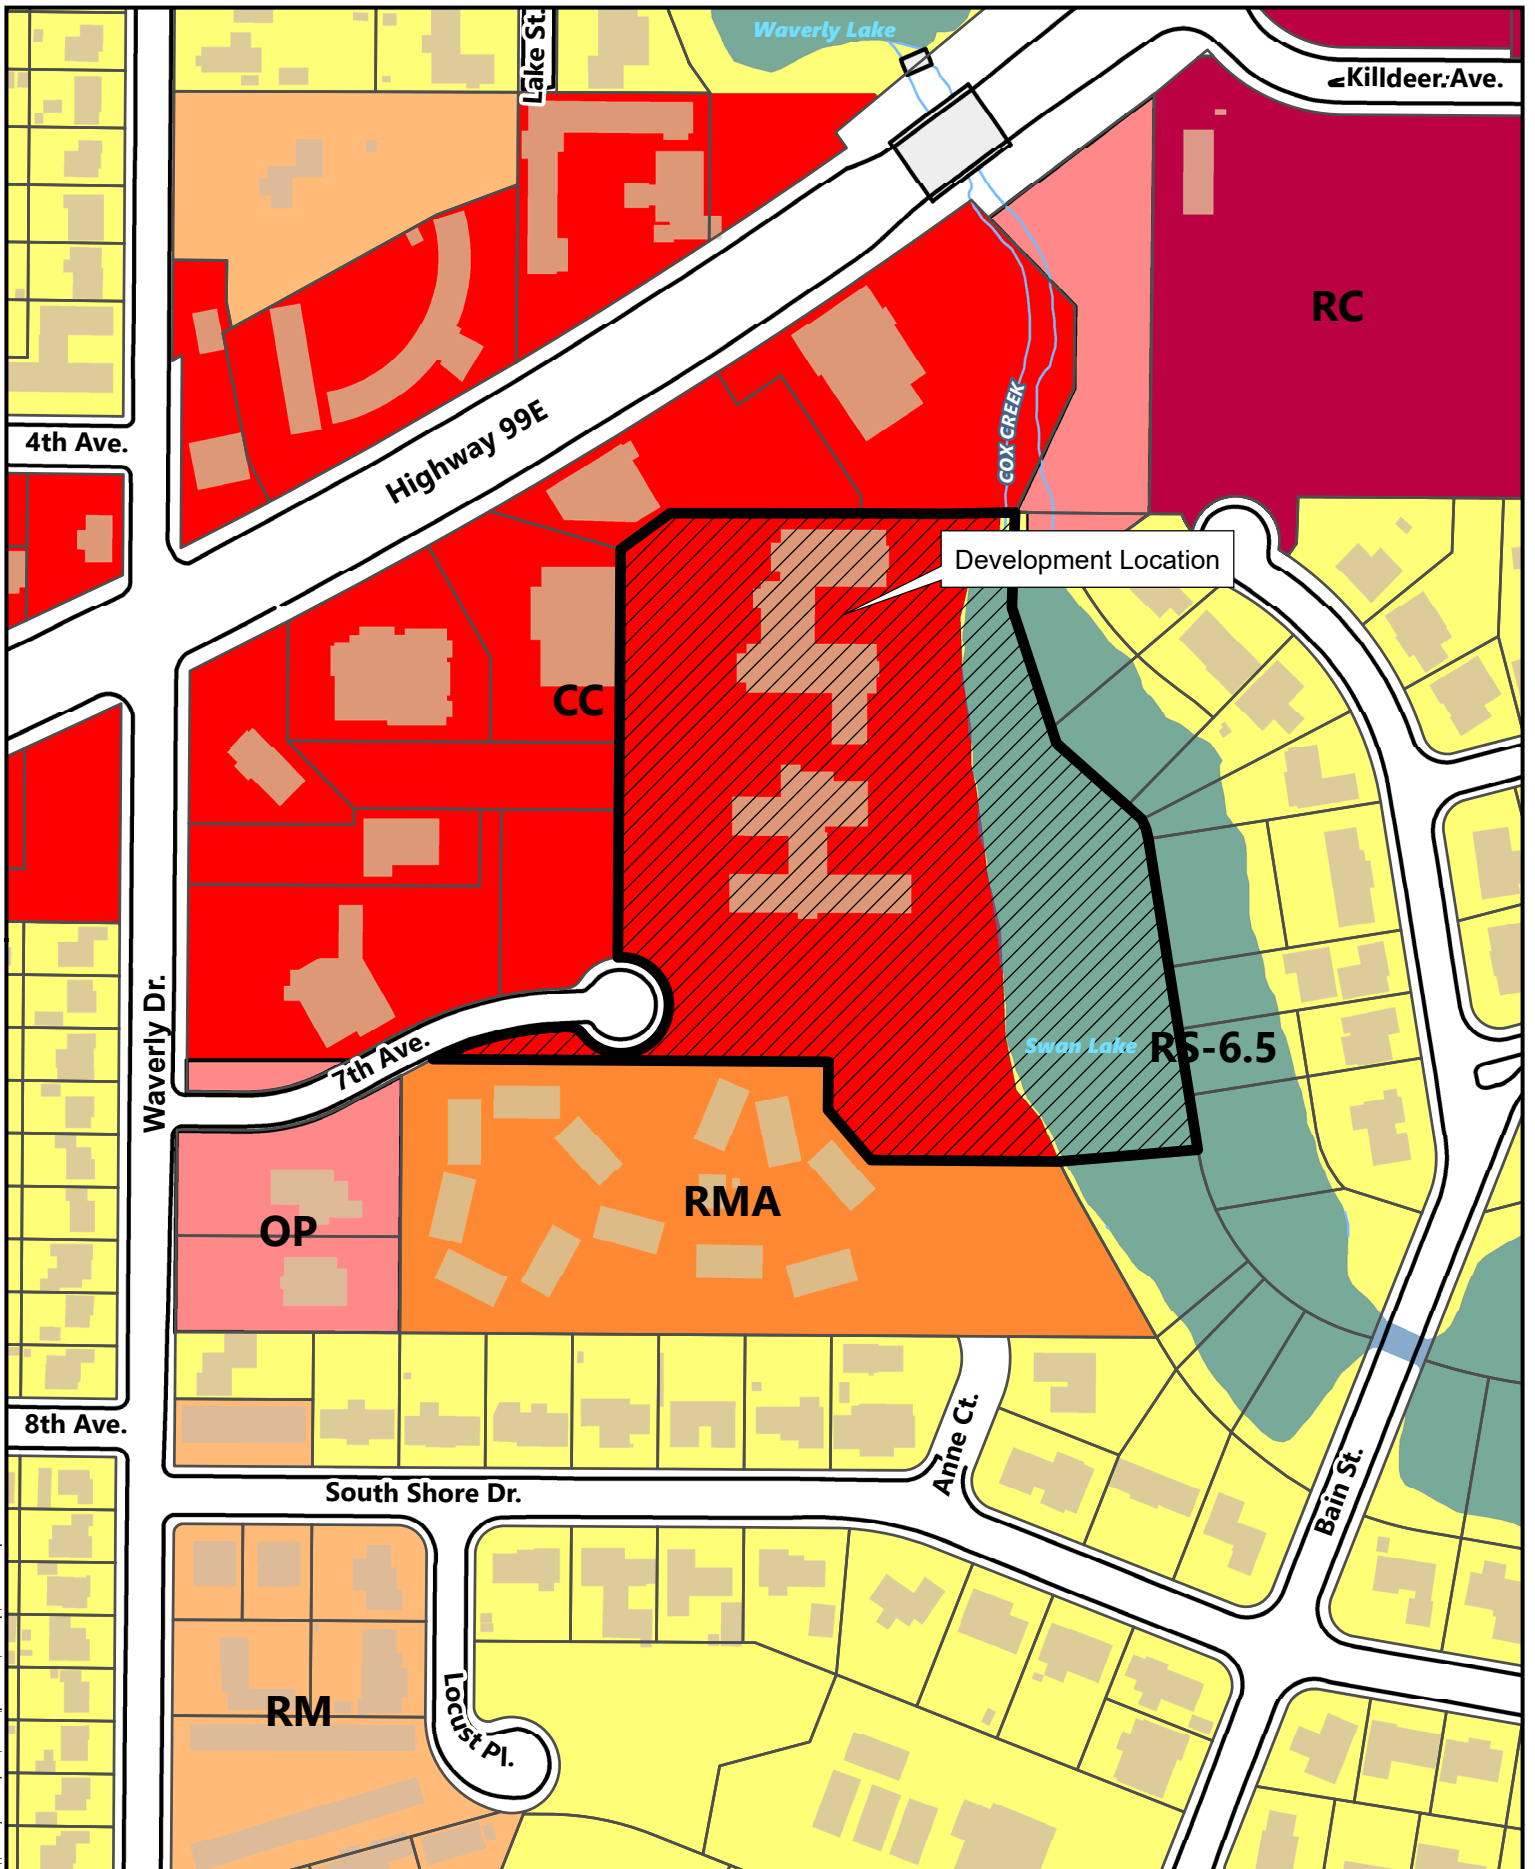 Waverly Lake
Lake St.
Killdeer Ave.
RC
4th Ave.
Highway 99E
COX CREEK
Development Location
CC
Waverly Dr.
7th Ave.
Swan Lake
RS-6.5
RMA
OP
8th Ave.
South Shore Dr.
Anne Ct.
Bain St.
RM
Locust Pl.